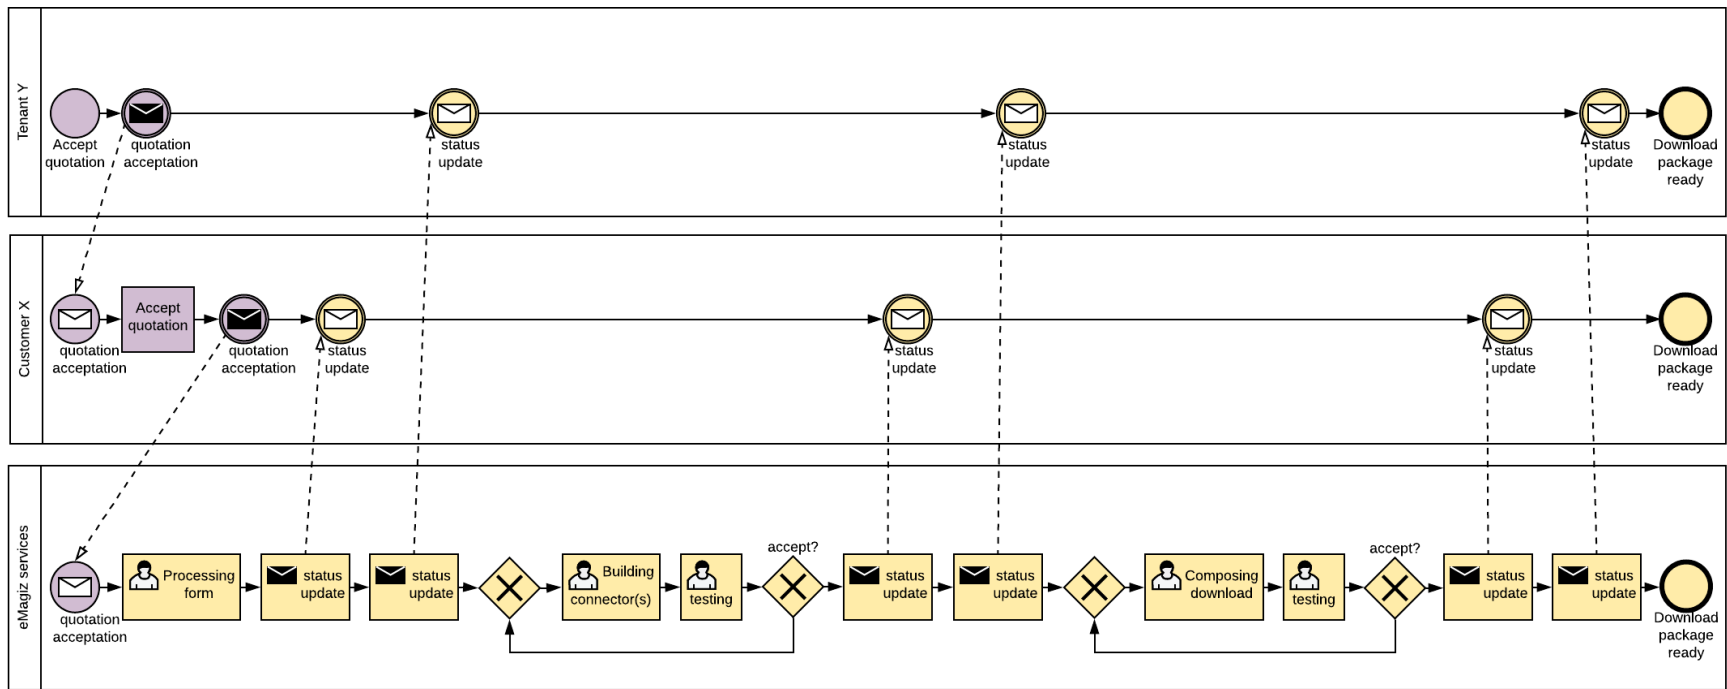 Tenant Y
Accept
quotation
quotation
acceptation
status
update
status
update
status
update
Download
package
ready
Customer X
quotation
acceptation
Accept
quotation
quotation
acceptation
status
update
status
update
status
update
Download
package
ready
eMagiz services
quotation
acceptation
Processing
form
status
update
status
update
Building
connector(s)
testing
accept?
status
update
status
update
Composing
download
testing
accept?
status
update
status
update
Download
package
ready